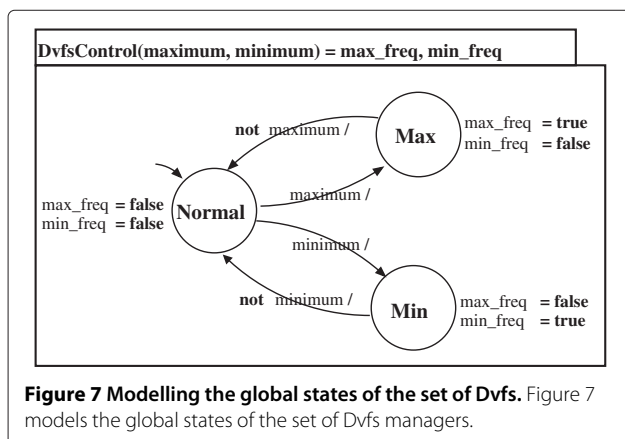 DvfsControl(maximum, minimum) = max_freq, min_freq
not maximum /
Max
max_freq = true
min_freq = false
maximum /
max_freq = false
min_freq = false
Normal
minimum /
not minimum /
Min
max_freq = false
min_freq = true
Figure 7 Modelling the global states of the set of Dvfs. Figure 7
models the global states of the set of Dvfs managers.